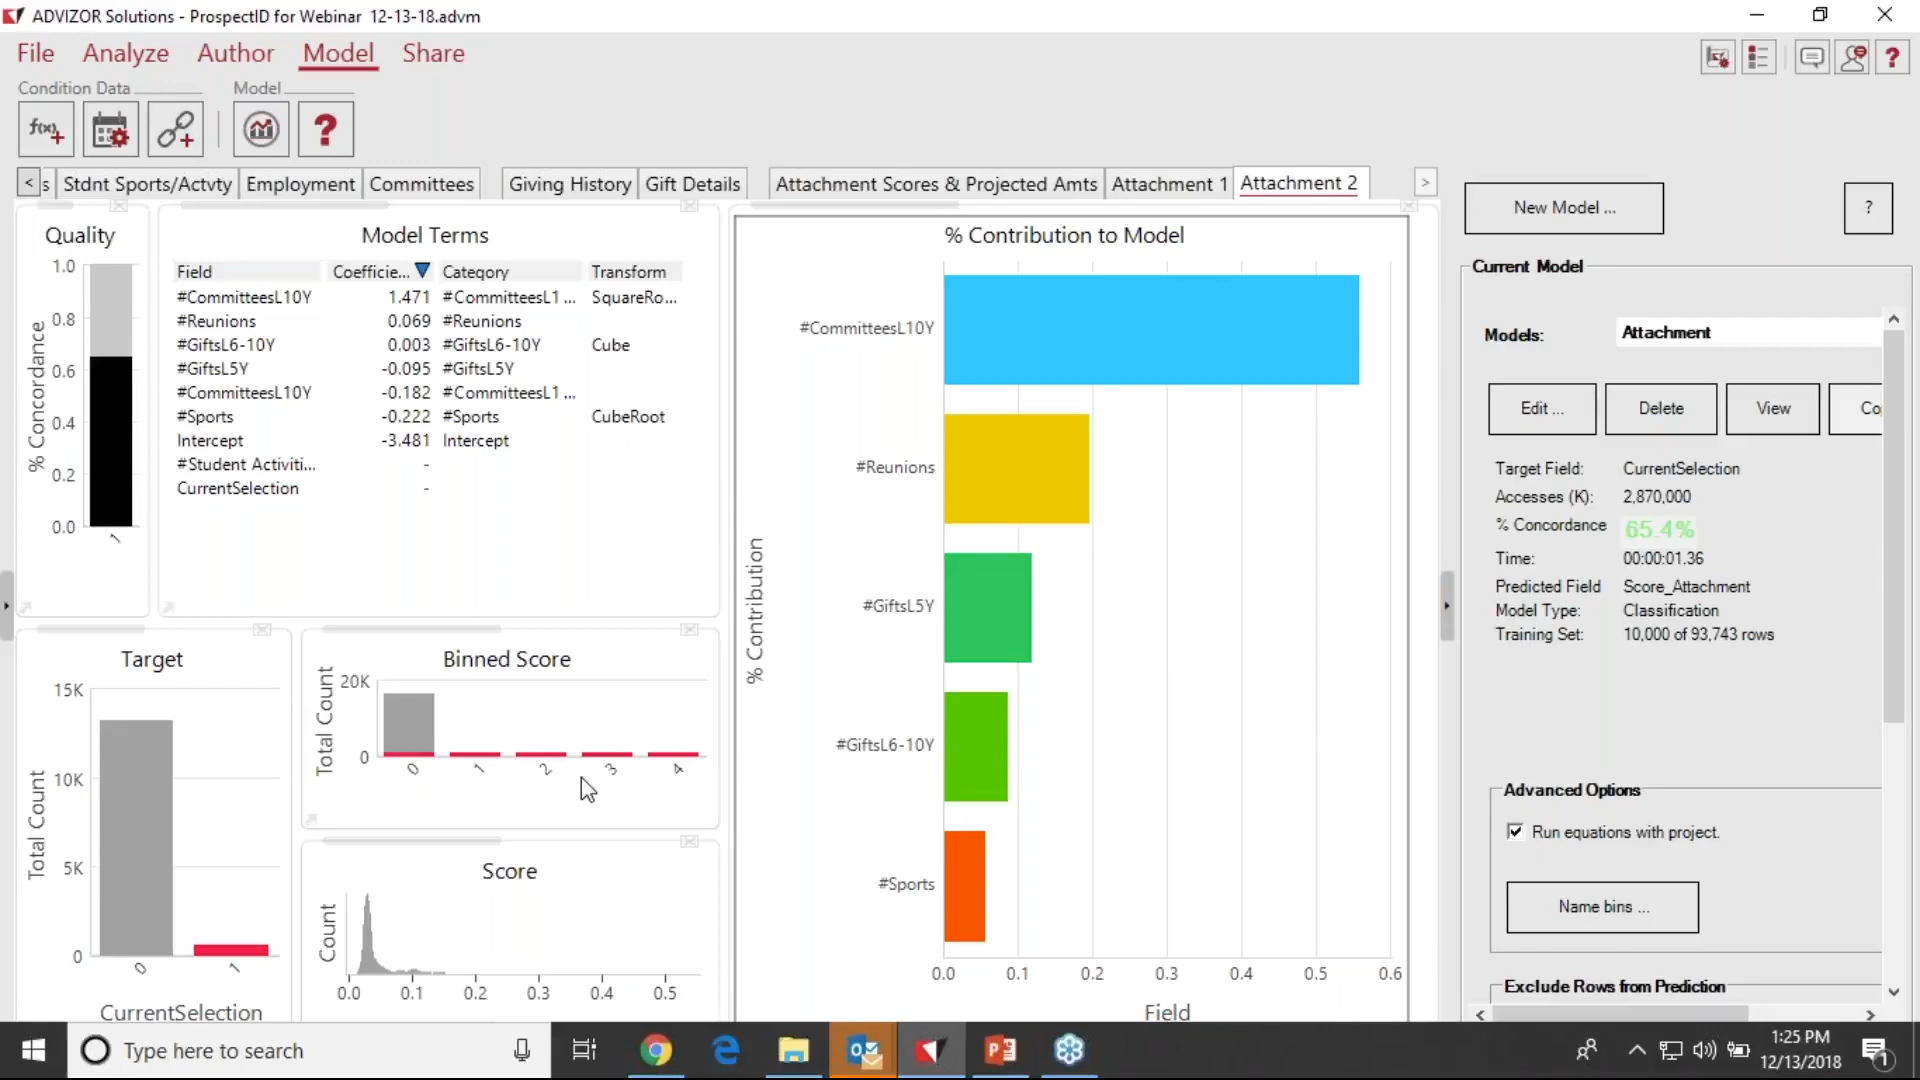 ADVIZOR Solutions - ProspectID for Webinar 12-13-18.advm
File Analyze Author Model Share
Condition Data Model
f(x)
?
?
< s Stdnt Sports/Actvty Employment Committees Giving History Gift Details Attachment Scores & Projected Amts Attachment 1 Attachment 2 >
Quality
1.0
0.8
0.6
0.4
0.2
0.0
% Concordance
1
Model Terms
Field Coefficie... Category Transform
#CommitteesL10Y 1.471 #CommitteesL1 ... SquareRo...
#Reunions 0.069 #Reunions
#GiftsL6-10Y 0.003 #GiftsL6-10Y Cube
#GiftsL5Y -0.095 #GiftsL5Y
#CommitteesL10Y -0.182 #CommitteesL1 ...
#Sports -0.222 #Sports CubeRoot
Intercept -3.481 Intercept
#Student Activiti... -
CurrentSelection -
Target
15K
10K
5K
0
Total Count
0 1
CurrentSelection
Binned Score
20K
0
Total Count
0 1 2 3 4
Score
Count
0.0 0.1 0.2 0.3 0.4 0.5
% Contribution to Model
% Contribution
#CommitteesL10Y
#Reunions
#GiftsL5Y
#GiftsL6-10Y
#Sports
0.0 0.1 0.2 0.3 0.4 0.5 0.6
Field
New Model ... ?
Current Model
Models: Attachment
Edit ... Delete View Co
Target Field: CurrentSelection
Accesses (K): 2,870,000
% Concordance 65.4%
Time: 00:00:01.36
Predicted Field Score_Attachment
Model Type: Classification
Training Set: 10,000 of 93,743 rows
Advanced Options
Run equations with project.
Name bins ...
Exclude Rows from Prediction
Type here to search
1:25 PM
12/13/2018
1